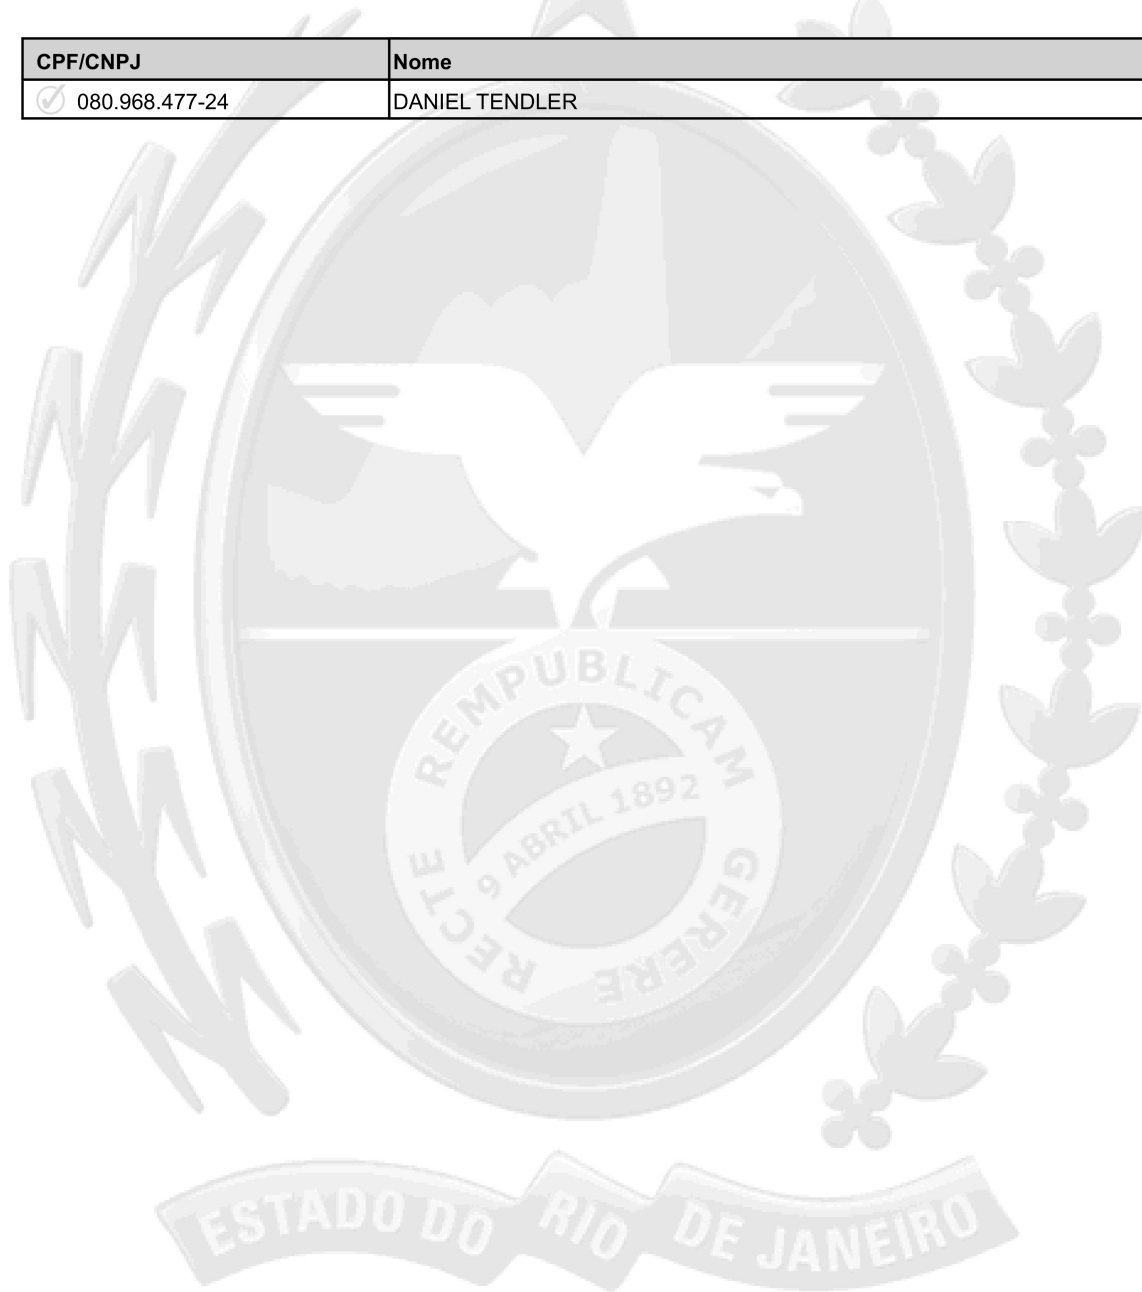 CPF/CNPJ Nome
080.968.477-24 DANIEL TENDLER
REMPUBLICAM
9 ABRIL 1892
RECTE GERERE
ESTADO DO RIO DE JANEIRO